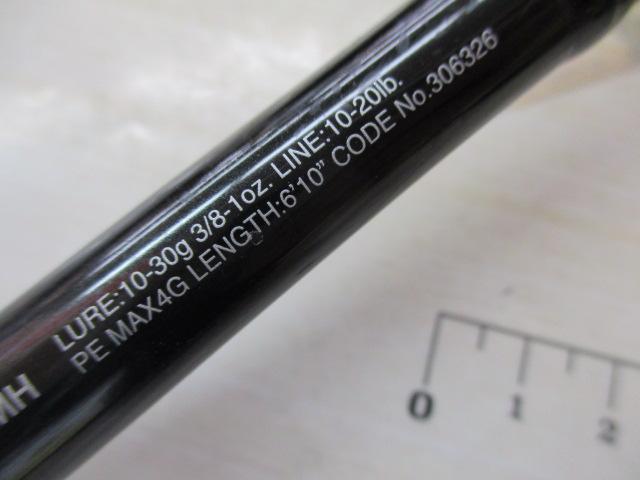 MH
LURE:10-30g 3/8-1oz. LINE:10-20lb.
PE MAX4G LENGTH:6'10" CODE No.306326
0 1 2